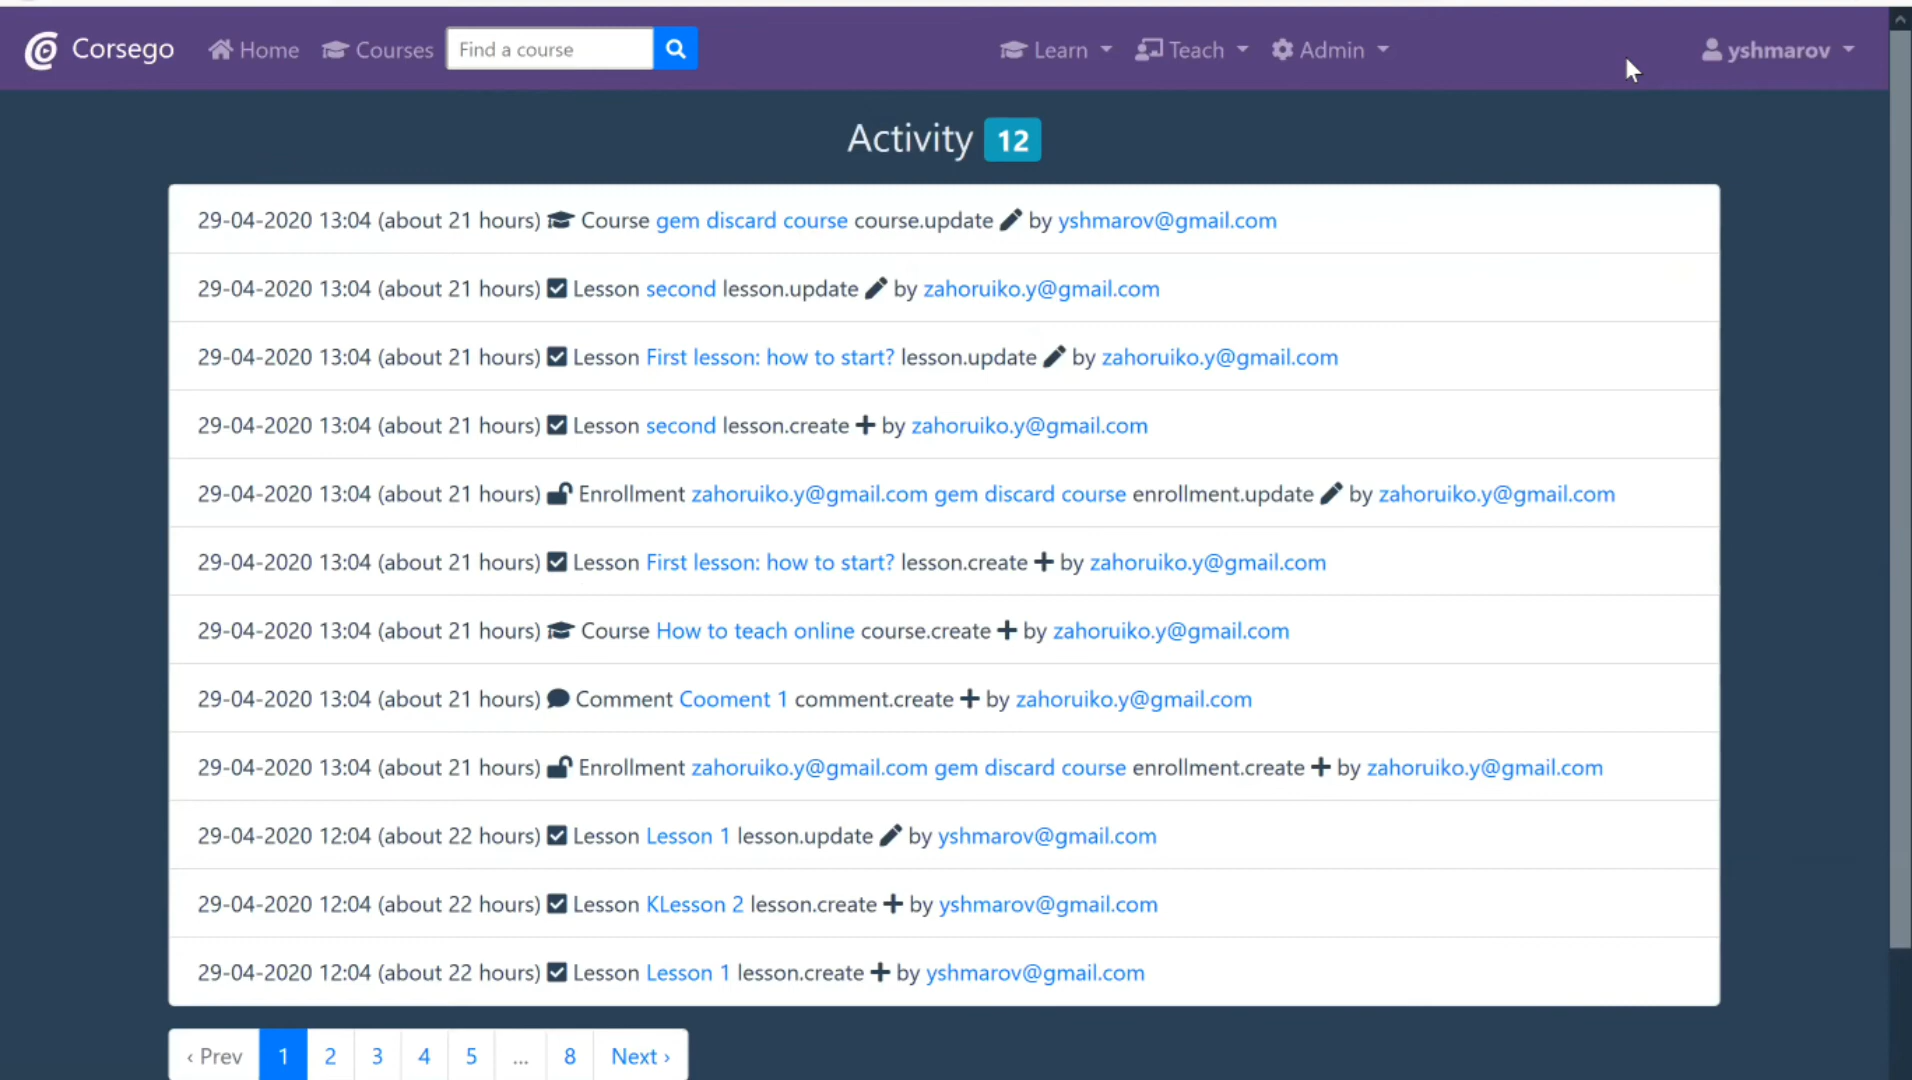 Corsego Home Courses Find a course Learn Teach Admin yshmarov
Activity 12
29-04-2020 13:04 (about 21 hours) Course gem discard course course.update by yshmarov@gmail.com
29-04-2020 13:04 (about 21 hours) Lesson second lesson.update by zahoruiko.y@gmail.com
29-04-2020 13:04 (about 21 hours) Lesson First lesson: how to start? lesson.update by zahoruiko.y@gmail.com
29-04-2020 13:04 (about 21 hours) Lesson second lesson.create by zahoruiko.y@gmail.com
29-04-2020 13:04 (about 21 hours) Enrollment zahoruiko.y@gmail.com gem discard course enrollment.update by zahoruiko.y@gmail.com
29-04-2020 13:04 (about 21 hours) Lesson First lesson: how to start? lesson.create by zahoruiko.y@gmail.com
29-04-2020 13:04 (about 21 hours) Course How to teach online course.create by zahoruiko.y@gmail.com
29-04-2020 13:04 (about 21 hours) Comment Cooment 1 comment.create by zahoruiko.y@gmail.com
29-04-2020 13:04 (about 21 hours) Enrollment zahoruiko.y@gmail.com gem discard course enrollment.create by zahoruiko.y@gmail.com
29-04-2020 12:04 (about 22 hours) Lesson Lesson 1 lesson.update by yshmarov@gmail.com
29-04-2020 12:04 (about 22 hours) Lesson KLesson 2 lesson.create by yshmarov@gmail.com
29-04-2020 12:04 (about 22 hours) Lesson Lesson 1 lesson.create by yshmarov@gmail.com
‹ Prev 1 2 3 4 5 ... 8 Next ›